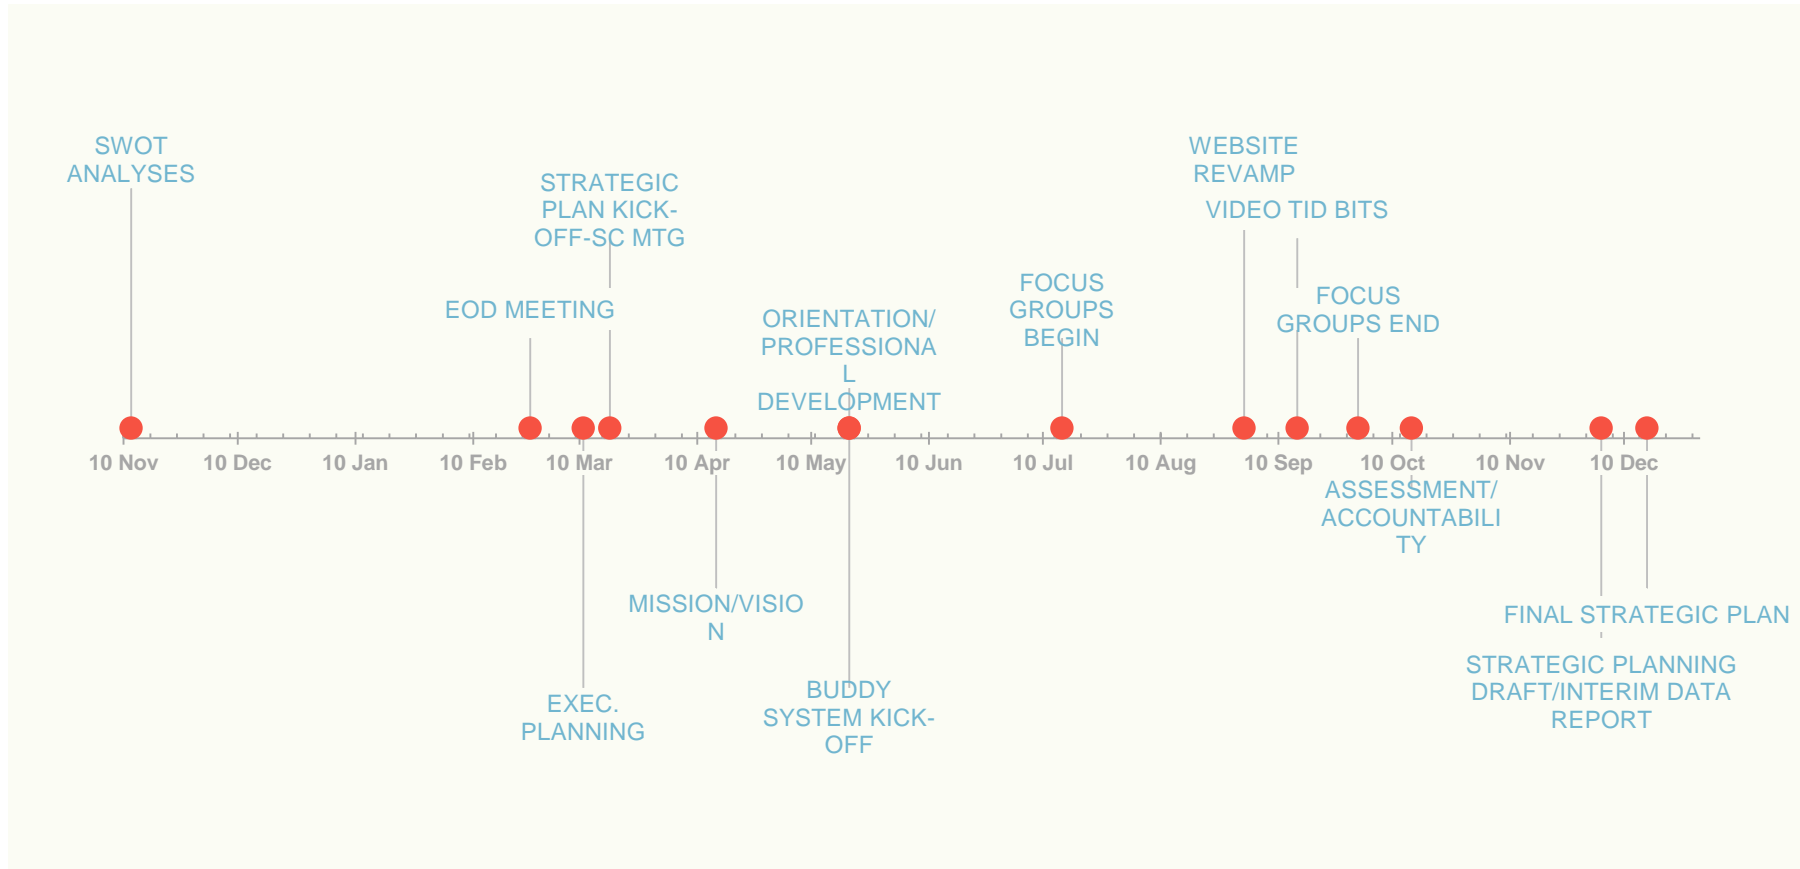 SWOT
ANALYSES
STRATEGIC
PLAN KICK-
OFF-SC MTG
EOD MEETING
ORIENTATION/
PROFESSIONA
L
DEVELOPMENT
FOCUS
GROUPS
BEGIN
WEBSITE
REVAMP
VIDEO TID BITS
FOCUS
GROUPS END
10 Nov 10 Dec 10 Jan 10 Feb 10 Mar 10 Apr 10 May 10 Jun 10 Jul 10 Aug 10 Sep 10 Oct 10 Nov 10 Dec
EXEC.
PLANNING
MISSION/VISIO
N
BUDDY
SYSTEM KICK-
OFF
ASSESSMENT/
ACCOUNTABILI
TY
FINAL STRATEGIC PLAN
STRATEGIC PLANNING
DRAFT/INTERIM DATA
REPORT